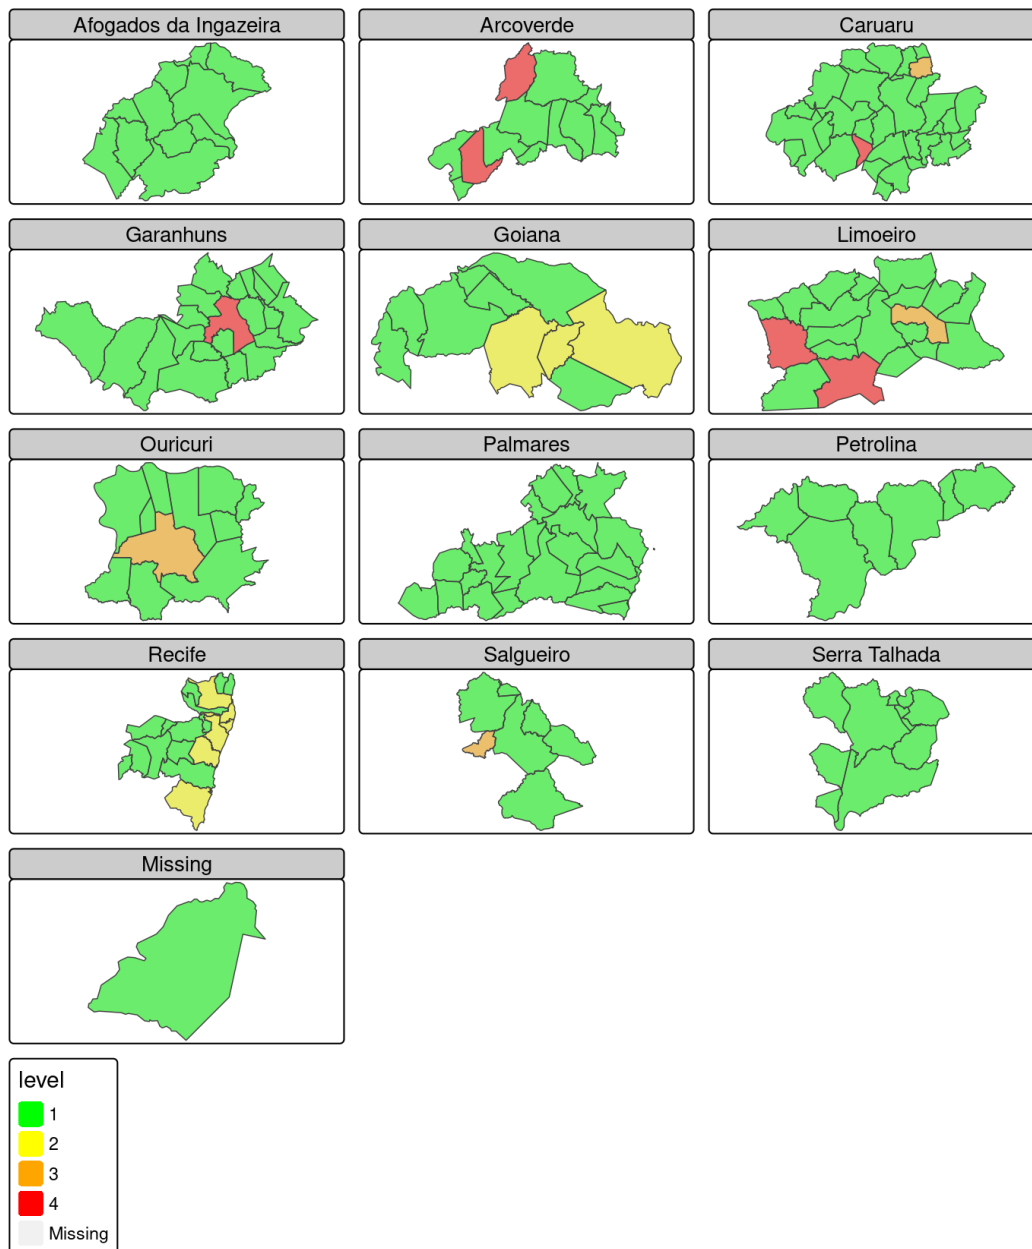 Afogados da Ingazeira
Arcoverde
Caruaru
Garanhuns
Goiana
Limoeiro
Ouricuri
Palmares
Petrolina
Recife
Salgueiro
Serra Talhada
Missing
level
1
2
3
4
Missing